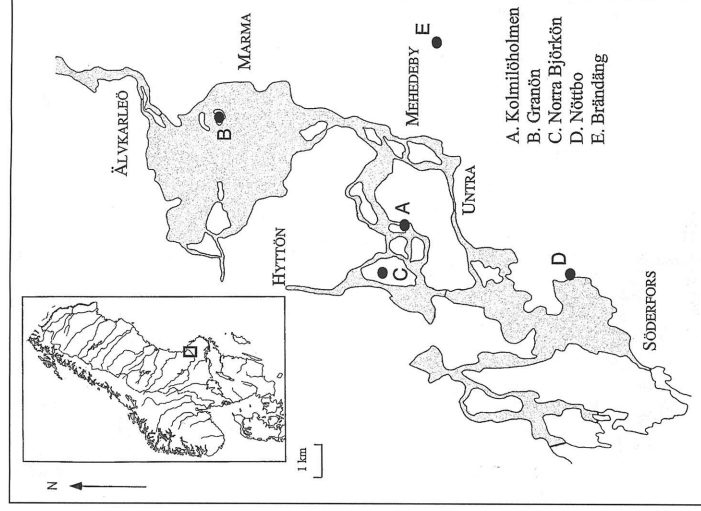 N
1 km
ÄLVKARLEÖ
MARMA
B
HYTTÖN
MEHEDEBY
E
A
C
UNTRA
D
SÖDERFORS
A. Kolmilöholmen
B. Granön
C. Norra Björkön
D. Nöttbo
E. Brändäng